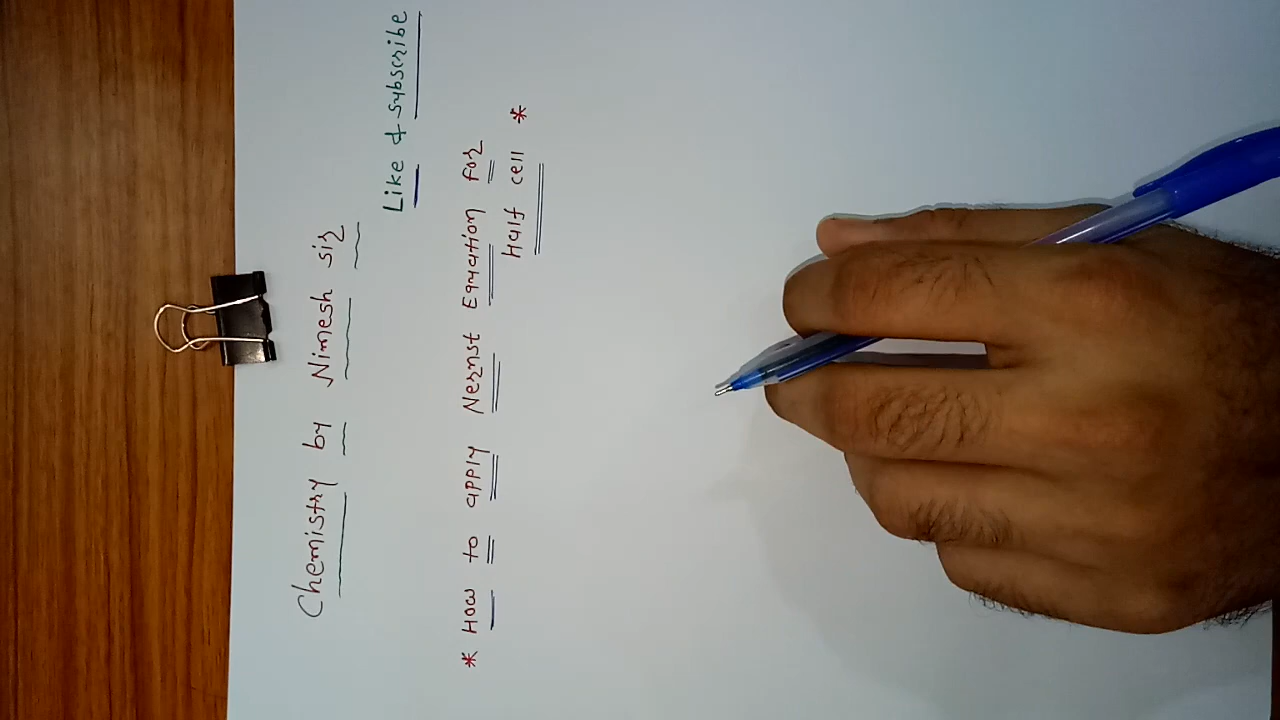 Chemistry by Nimesh sir
Like & subscribe
* How to apply Nernst Equation for
Half cell *